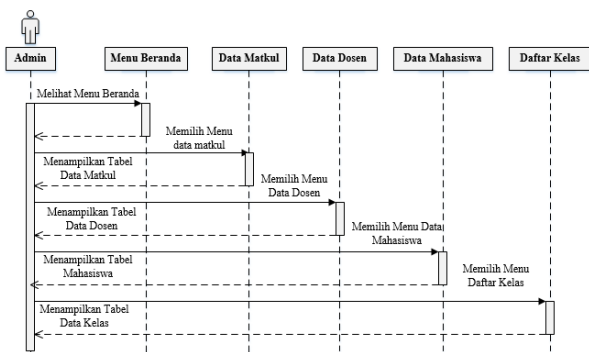 Admin
Menu Beranda
Data Matkul
Data Dosen
Data Mahasiswa
Daftar Kelas
Melihat Menu Beranda
Memilih Menu
data matkul
Menampilkan Tabel
Data Matkul
Memilih Menu
Data Dosen
Menampilkan Tabel
Data Dosen
Memilih Menu Data
Mahasiswa
Menampilkan Tabel
Mahasiswa
Memilih Menu
Daftar Kelas
Menampilkan Tabel
Data Kelas